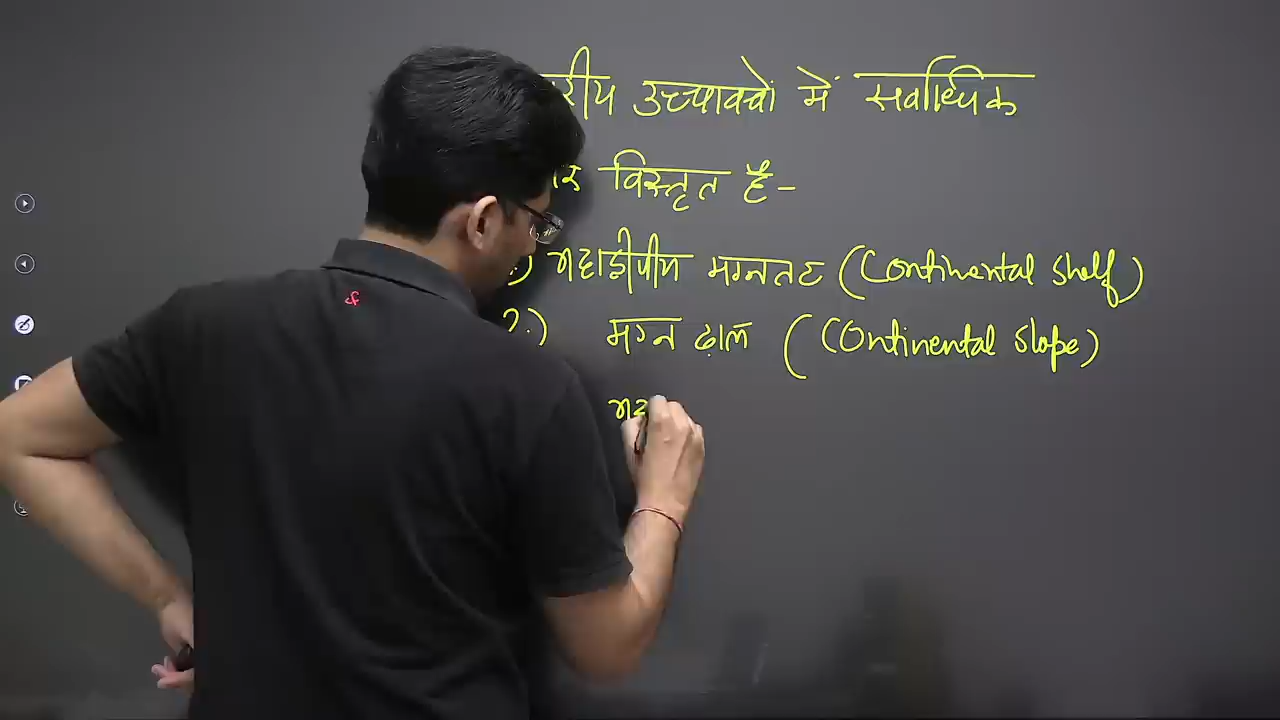 उच्चावचों में सर्वाधिक
विस्तृत है-
महाद्वीपीय मग्नतट (Continental Shelf)
2.) मग्न ढाल (Continental Slope)